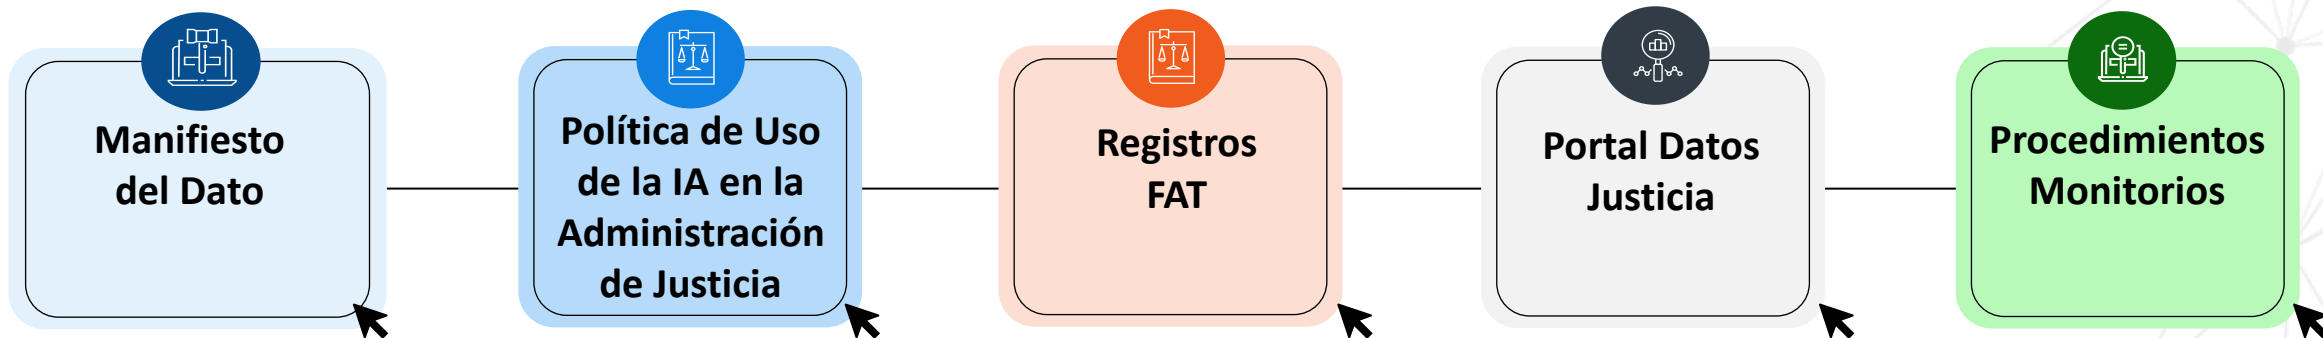 Manifiesto
del Dato
Política de Uso
de la IA en la
Administración
de Justicia
Registros
FAT
Portal Datos
Justicia
Procedimientos
Monitorios